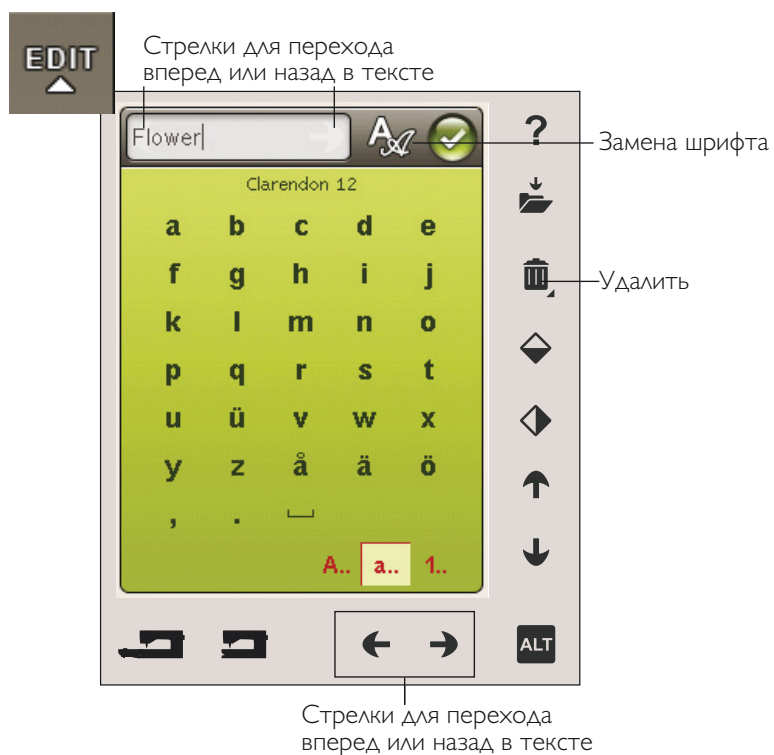 EDIT
Стрелки для перехода
вперед или назад в тексте
Flower
?
Замена шрифта
Clarendon 12
a b c d e
f g h i j
Удалить
k l m n o
p q r s t
u ü v w x
y z å ä ö
, .
A.. a.. 1..
ALT
Стрелки для перехода
вперед или назад в тексте